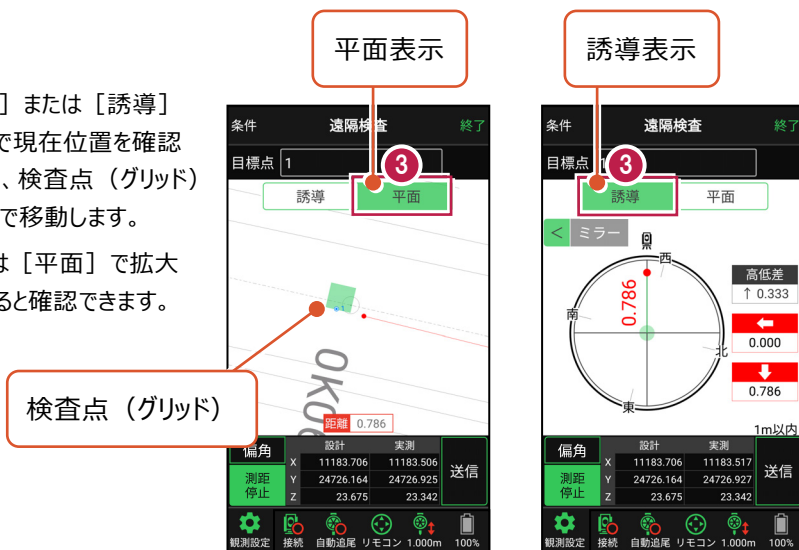 平面表示
誘導表示
］ または ［誘導］
で現在位置を確認
、検査点 （グリッド）
で移動します。
は ［平面］ で拡大
ると確認できます。
検査点 （グリッド）
条件 遠隔検査 終了
目標点 1
3
誘導 平面
OK0
距離 0.786
偏角
測距
停止
設計 実測
X 11183.706 11183.506
Y 24726.164 24726.925
Z 23.675 23.342
送信
観測設定 接続 自動追尾 リモコン 1.000m 100%
条件 遠隔検査 終了
目標点 1
3
誘導 平面
< ミラー
西
南
北
東
0.786
高低差
↑ 0.333
0.000
0.786
1m以内
偏角
測距
停止
設計 実測
X 11183.706 11183.517
Y 24726.164 24726.927
Z 23.675 23.342
送信
観測設定 接続 自動追尾 リモコン 1.000m 100%